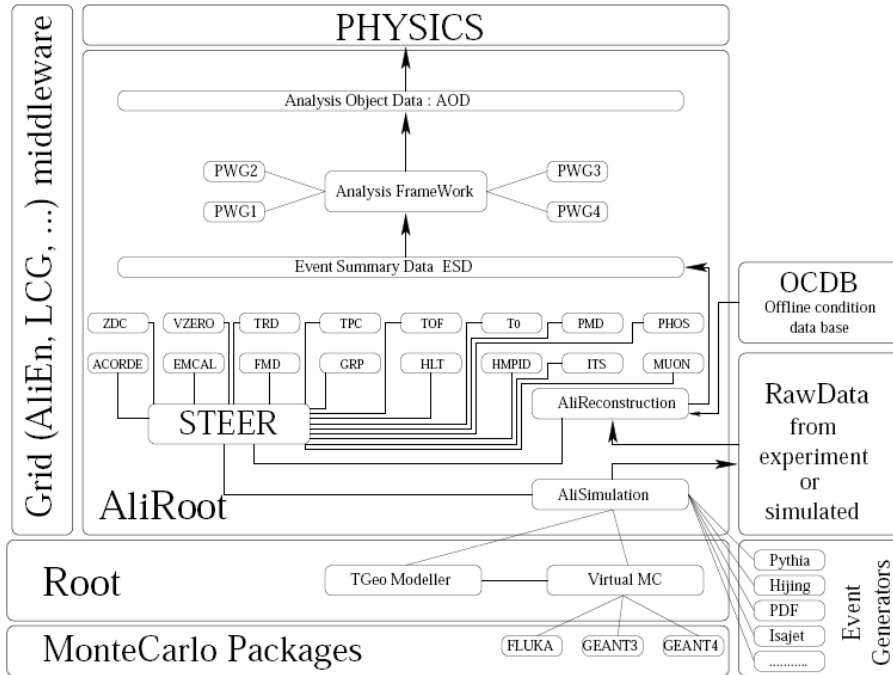 PHYSICS
Grid (AliEn, LCG, ...) middleware
Analysis Object Data : AOD
PWG2
PWG3
Analysis FrameWork
PWG1
PWG4
Event Summary Data ESD
OCDB
Offline condition
data base
ZDC
VZERO
TRD
TPC
TOF
T0
PMD
PHOS
ACORDE
EMCAL
FMD
GRP
HLT
HMPID
ITS
MUON
STEER
AliReconstruction
RawData
from
experiment
or
simulated
AliSimulation
AliRoot
Root
TGeo Modeller
Virtual MC
Pythia
Hijing
PDF
Isajet
...........
Event
Generators
MonteCarlo Packages
FLUKA
GEANT3
GEANT4